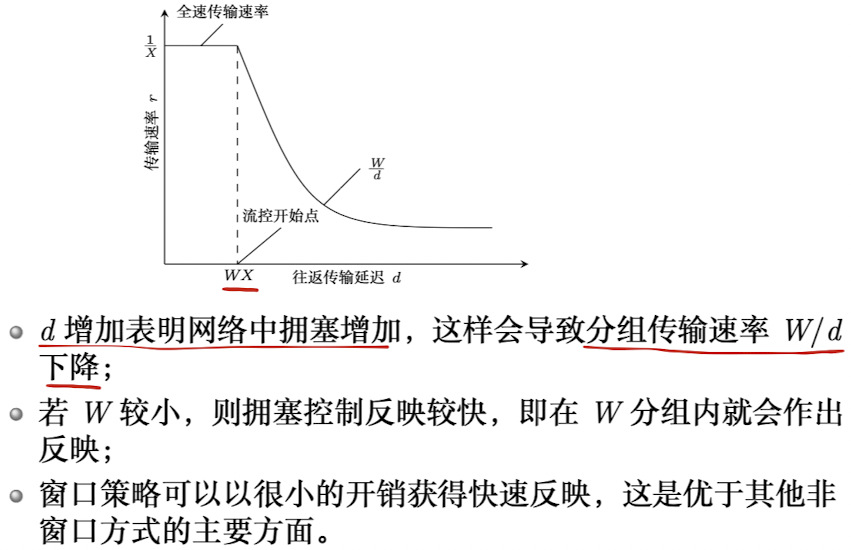 全速传输速率
1/X
传输速率 r
W/d
流控开始点
WX
往返传输延迟 d
d 增加表明网络中拥塞增加，这样会导致分组传输速率 W/d
下降；
若 W 较小，则拥塞控制反映较快，即在 W 分组内就会作出
反映；
窗口策略可以以很小的开销获得快速反映，这是优于其他非
窗口方式的主要方面。